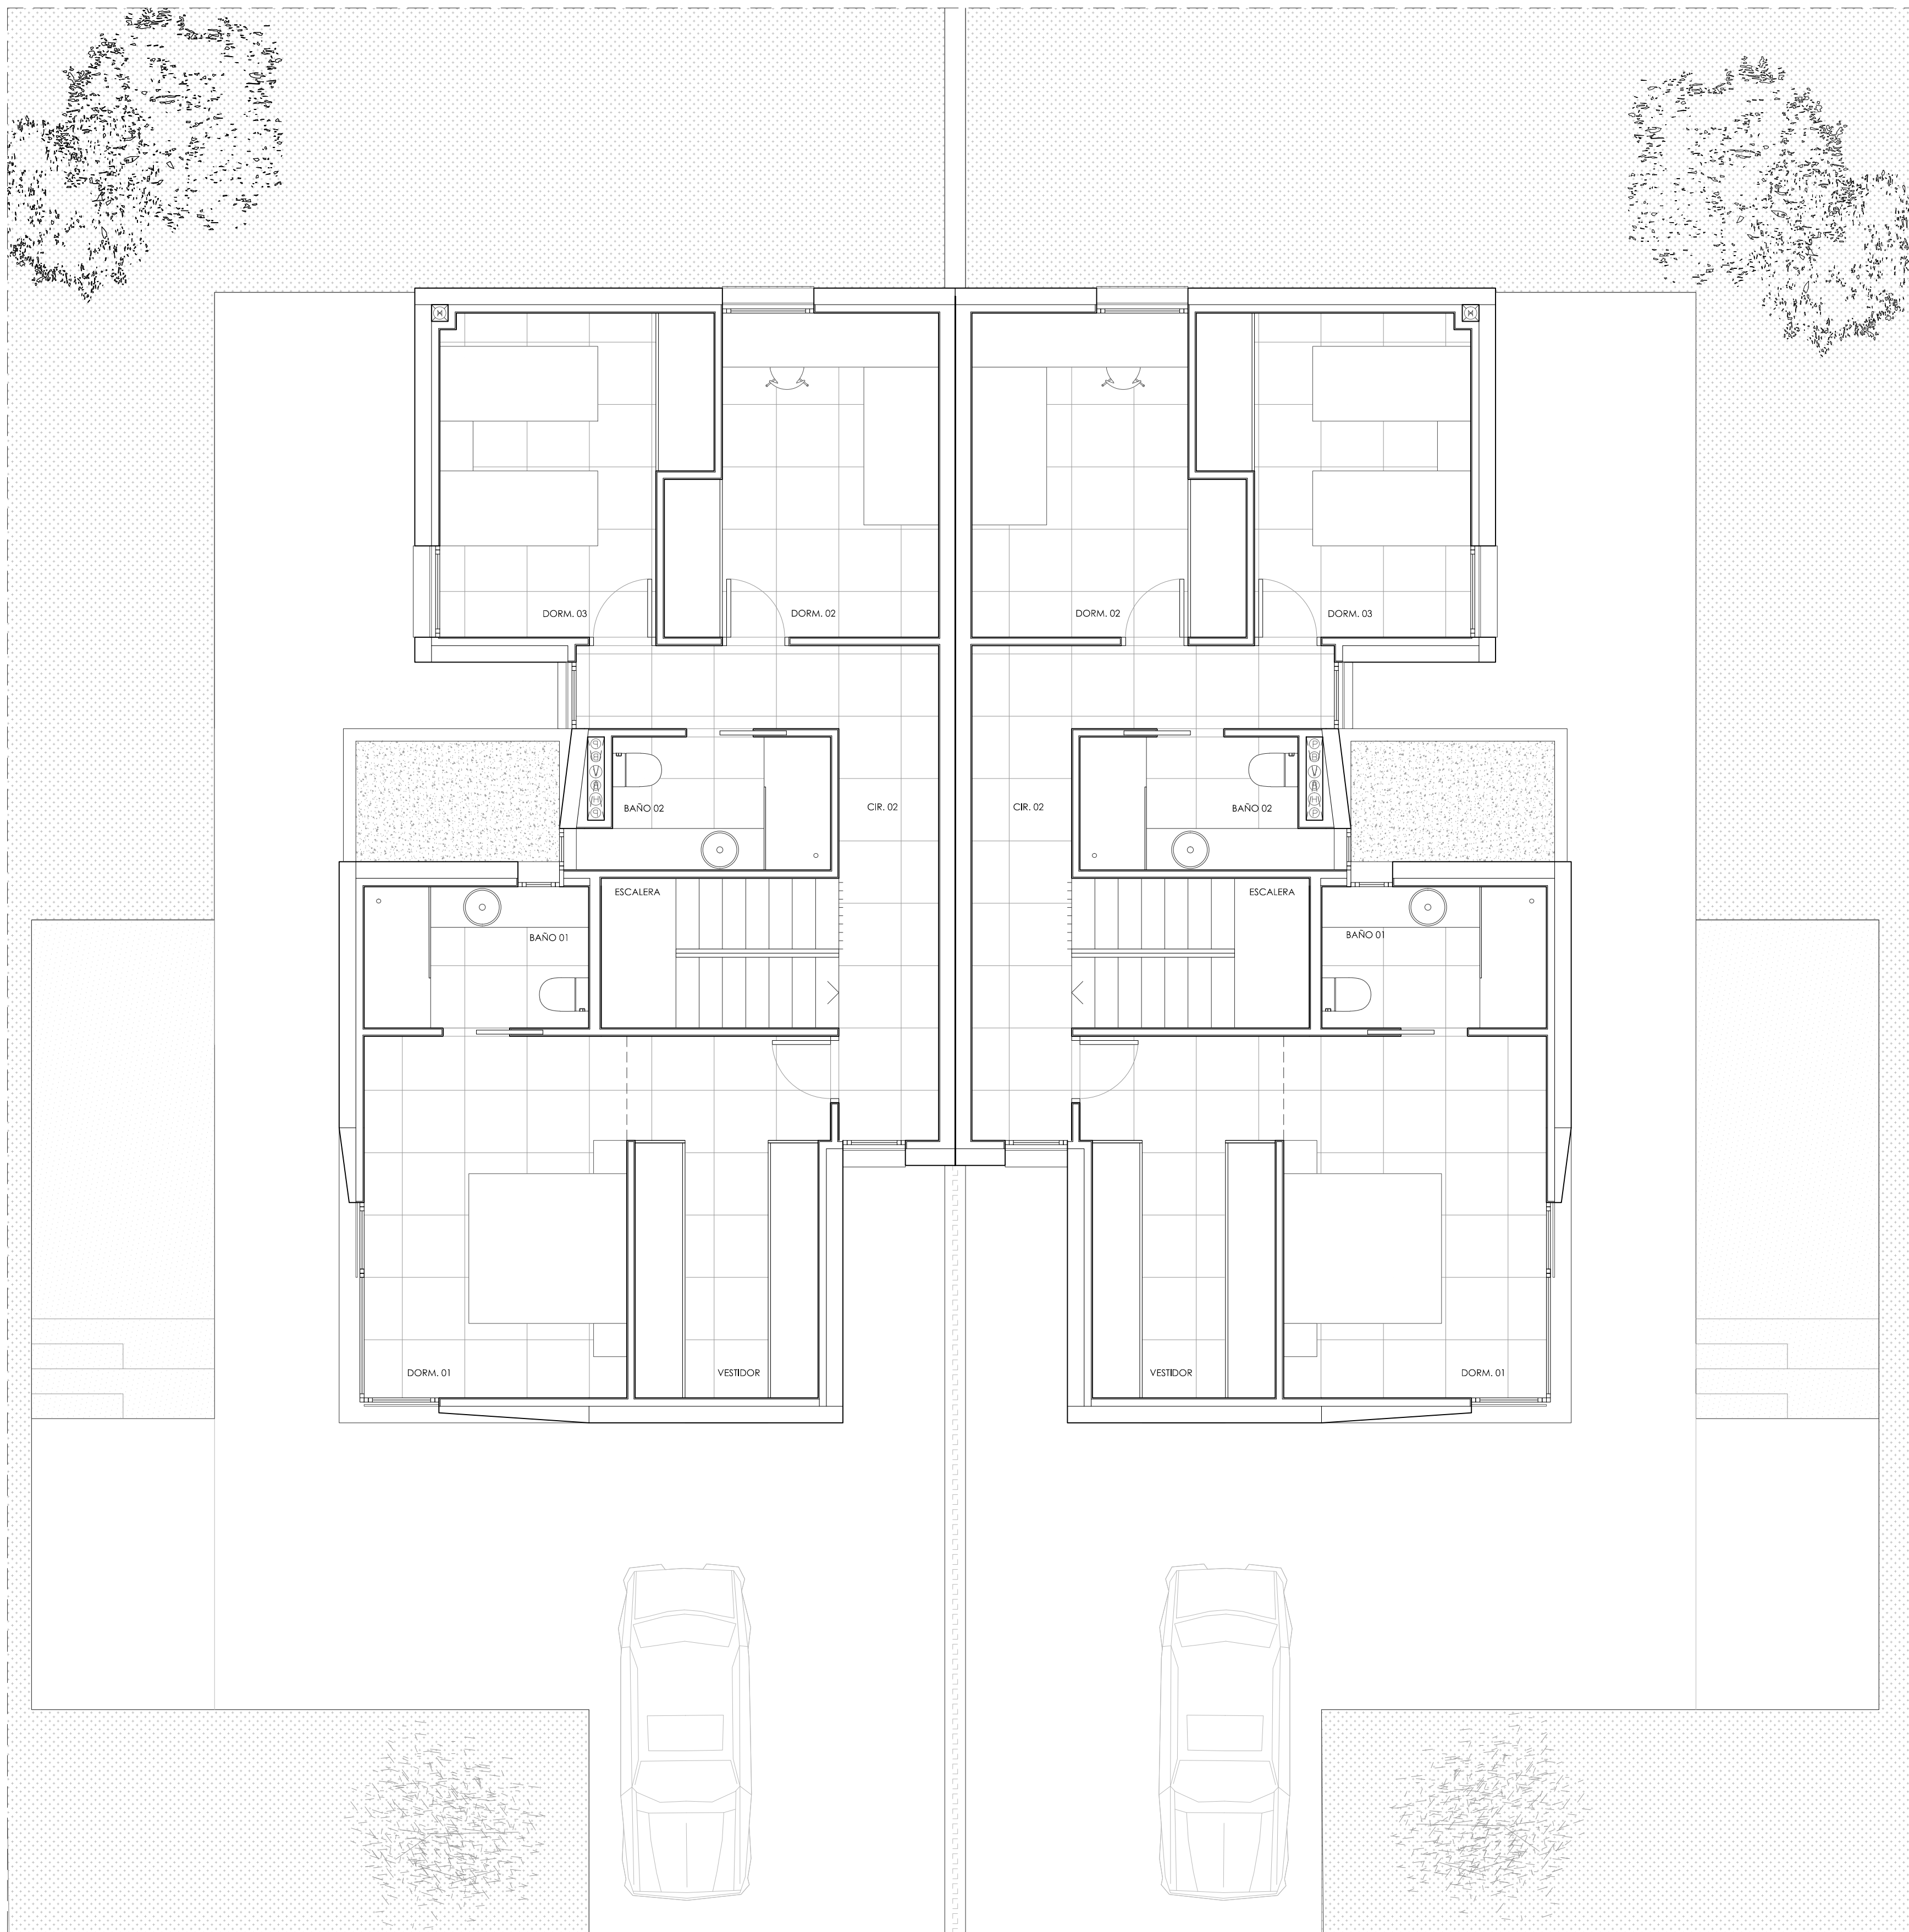 DORM. 03
DORM. 02
DORM. 02
DORM. 03
BAÑO 02
CIR. 02
CIR. 02
BAÑO 02
ESCALERA
ESCALERA
BAÑO 01
BAÑO 01
DORM. 01
VESTIDOR
VESTIDOR
DORM. 01